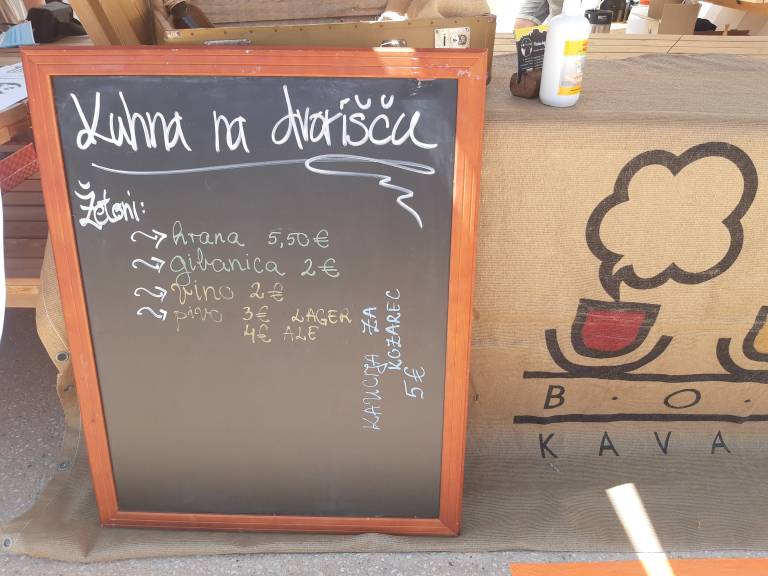 Kuhna na dvorišču
Žetoni:
hrana 5,50 €
gibanica 2 €
vino 2 €
pivo 3 € LAGER
4 € ALE
KAVCIJA ZA
KOZAREC
5 €
B · O ·
KAVA